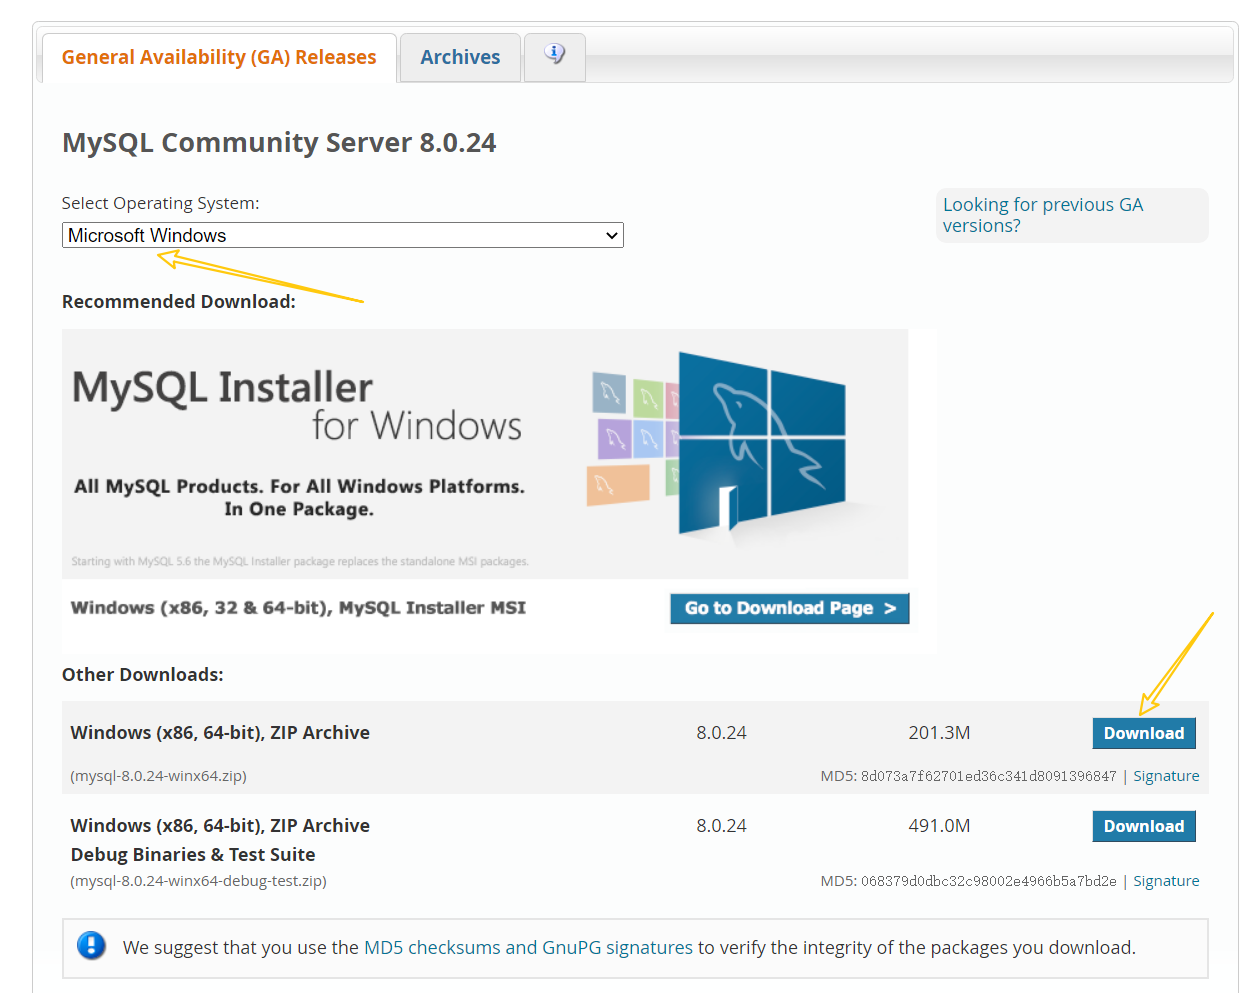 General Availability (GA) Releases
Archives
MySQL Community Server 8.0.24
Select Operating System:
Looking for previous GA
versions?
Microsoft Windows
Recommended Download:
MySQL Installer
for Windows
All MySQL Products. For All Windows Platforms.
In One Package.
Starting with MySQL 5.6 the MySQL Installer package replaces the standalone MSI packages.
Windows (x86, 32 & 64-bit), MySQL Installer MSI
Go to Download Page >
Other Downloads:
Windows (x86, 64-bit), ZIP Archive 8.0.24 201.3M Download
(mysql-8.0.24-winx64.zip) MD5: 8d073a7f62701ed36c341d8091396847 | Signature
Windows (x86, 64-bit), ZIP Archive 8.0.24 491.0M Download
Debug Binaries & Test Suite
(mysql-8.0.24-winx64-debug-test.zip) MD5: 068379d0dbc32c98002e4966b5a7bd2e | Signature
We suggest that you use the MD5 checksums and GnuPG signatures to verify the integrity of the packages you download.